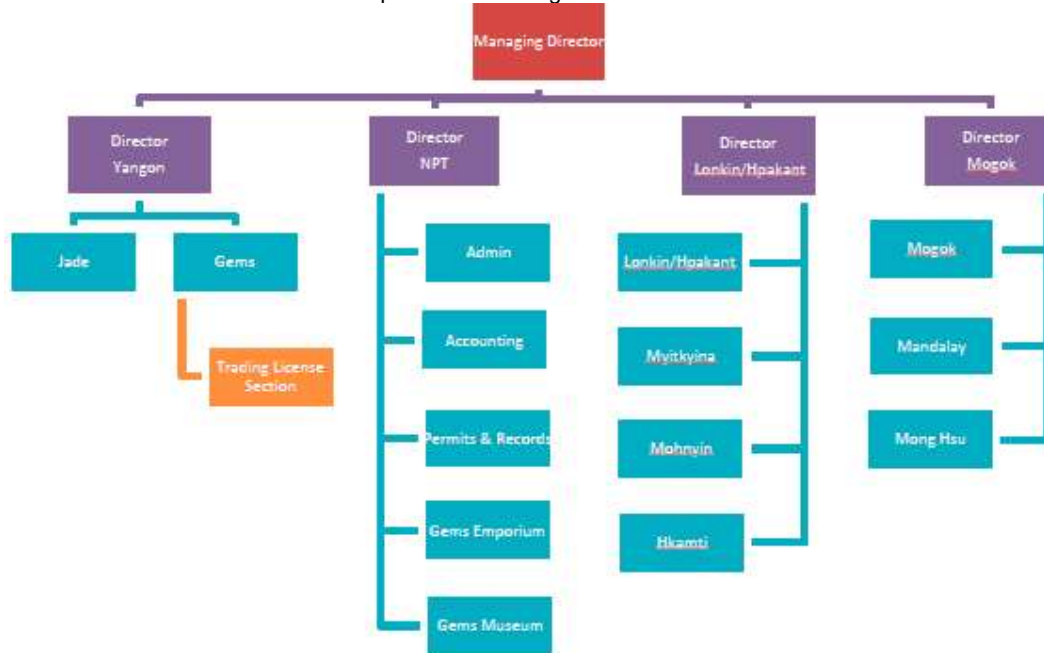 Managing Director
Director
Yangon
Director
NPT
Director
Lonkin/Hpakant
Director
Mogok
Jade
Gems
Trading License
Section
Admin
Accounting
Permits & Records
Gems Emporium
Gems Museum
Lonkin/Hpakant
Myitkyina
Mohnyin
Hkamti
Mogok
Mandalay
Mong Hsu